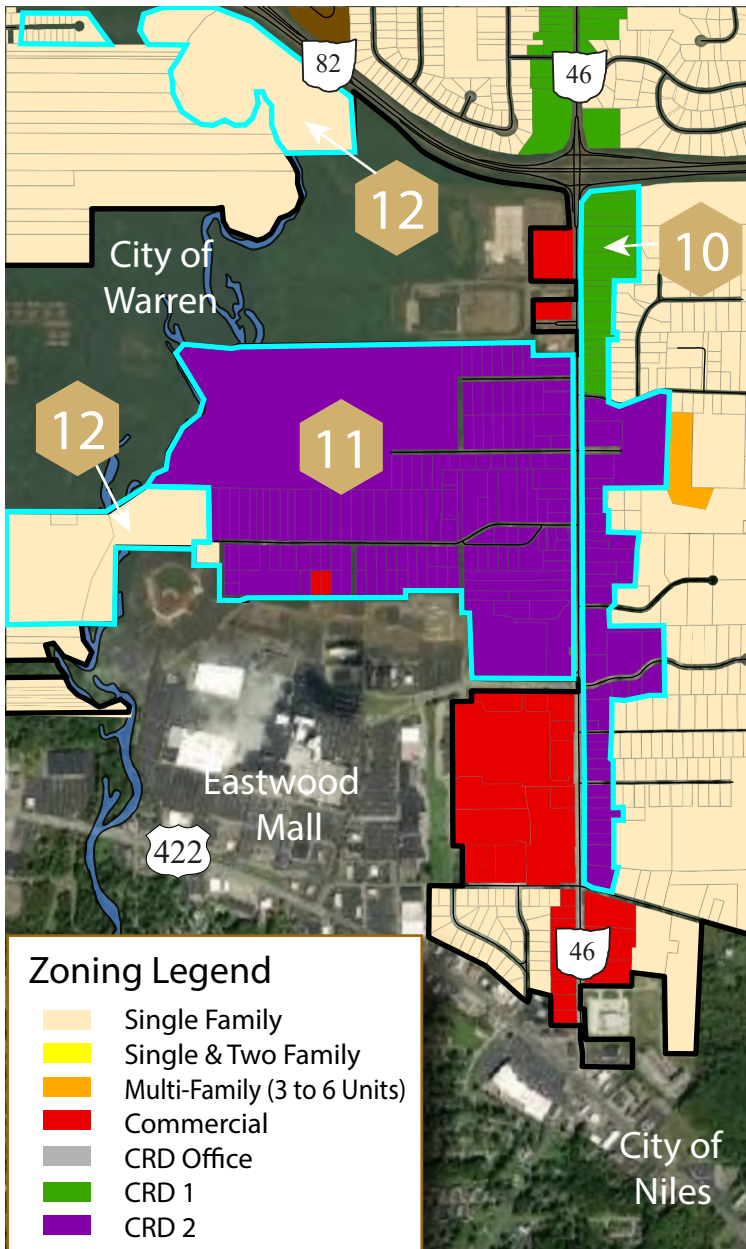 82
46
12
10
City of
Warren
12
11
Eastwood
Mall
422
46
Zoning Legend
Single Family
Single & Two Family
Multi-Family (3 to 6 Units)
Commercial
CRD Office
CRD 1
CRD 2
City of
Niles